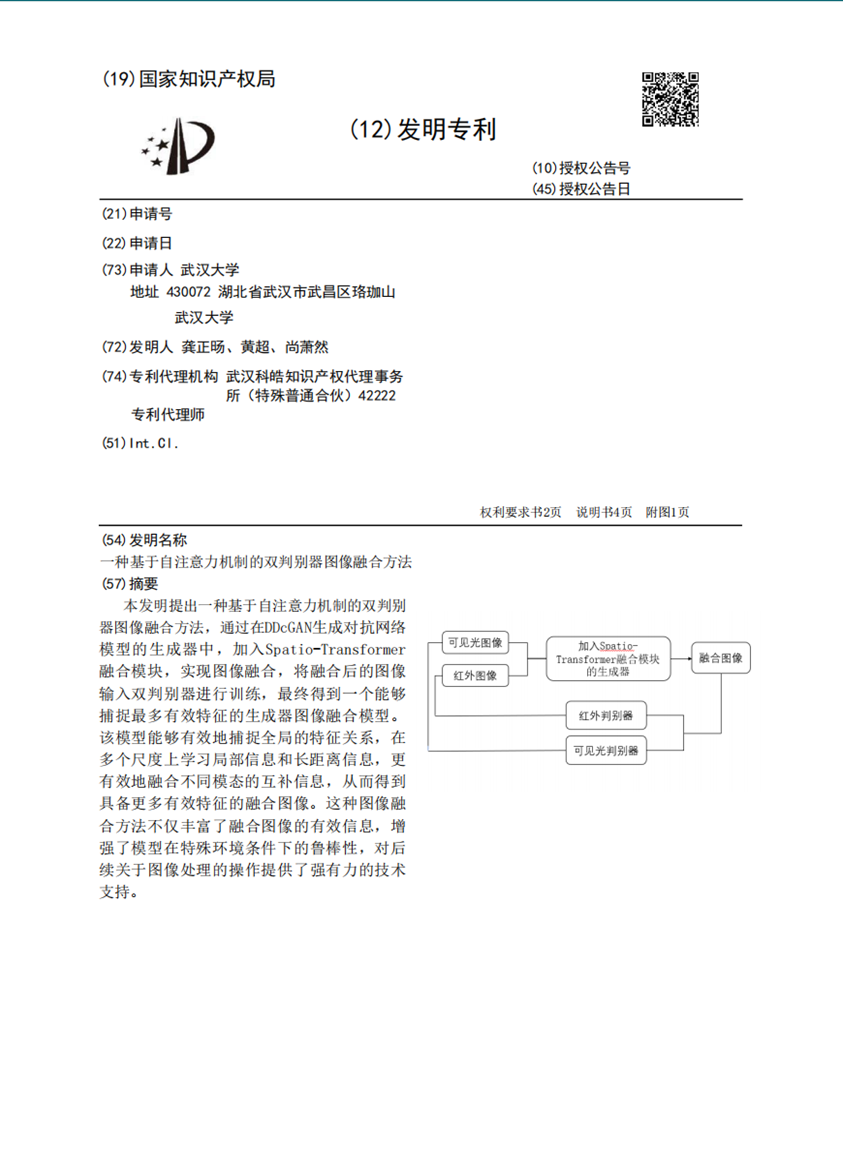 (19)国家知识产权局
(12)发明专利
(10)授权公告号
(45)授权公告日
(21)申请号
(22)申请日
(73)申请人 武汉大学
地址 430072 湖北省武汉市武昌区珞珈山
武汉大学
(72)发明人 龚正旸、黄超、尚萧然
(74)专利代理机构 武汉科皓知识产权代理事务
所（特殊普通合伙）42222
专利代理师
(51)Int.Cl.
权利要求书2页 说明书4页 附图1页
(54)发明名称
一种基于自注意力机制的双判别器图像融合方法
(57)摘要
本发明提出一种基于自注意力机制的双判别
器图像融合方法，通过在DDcGAN生成对抗网络
模型的生成器中，加入Spatio-Transformer
融合模块，实现图像融合，将融合后的图像
输入双判别器进行训练，最终得到一个能够
捕捉最多有效特征的生成器图像融合模型。
该模型能够有效地捕捉全局的特征关系，在
多个尺度上学习局部信息和长距离信息，更
有效地融合不同模态的互补信息，从而得到
具备更多有效特征的融合图像。这种图像融
合方法不仅丰富了融合图像的有效信息，增
强了模型在特殊环境条件下的鲁棒性，对后
续关于图像处理的操作提供了强有力的技术
支持。
可见光图像
红外图像
加入Spatio-
Transformer融合模块
的生成器
融合图像
红外判别器
可见光判别器